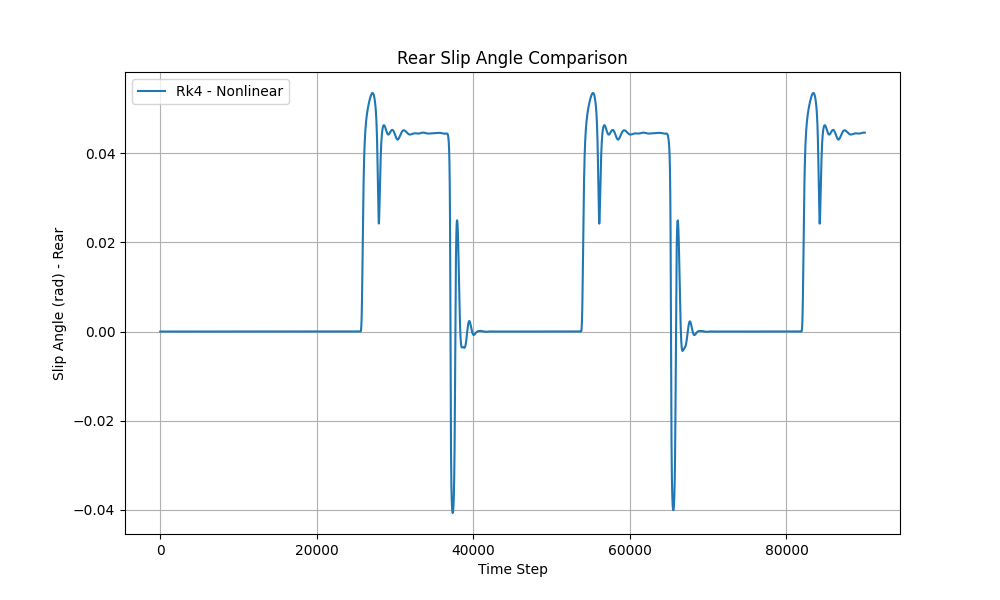 Rear Slip Angle Comparison
Rk4 - Nonlinear
Slip Angle (rad) - Rear
0.04
0.02
0.00
−0.02
−0.04
0 20000 40000 60000 80000
Time Step